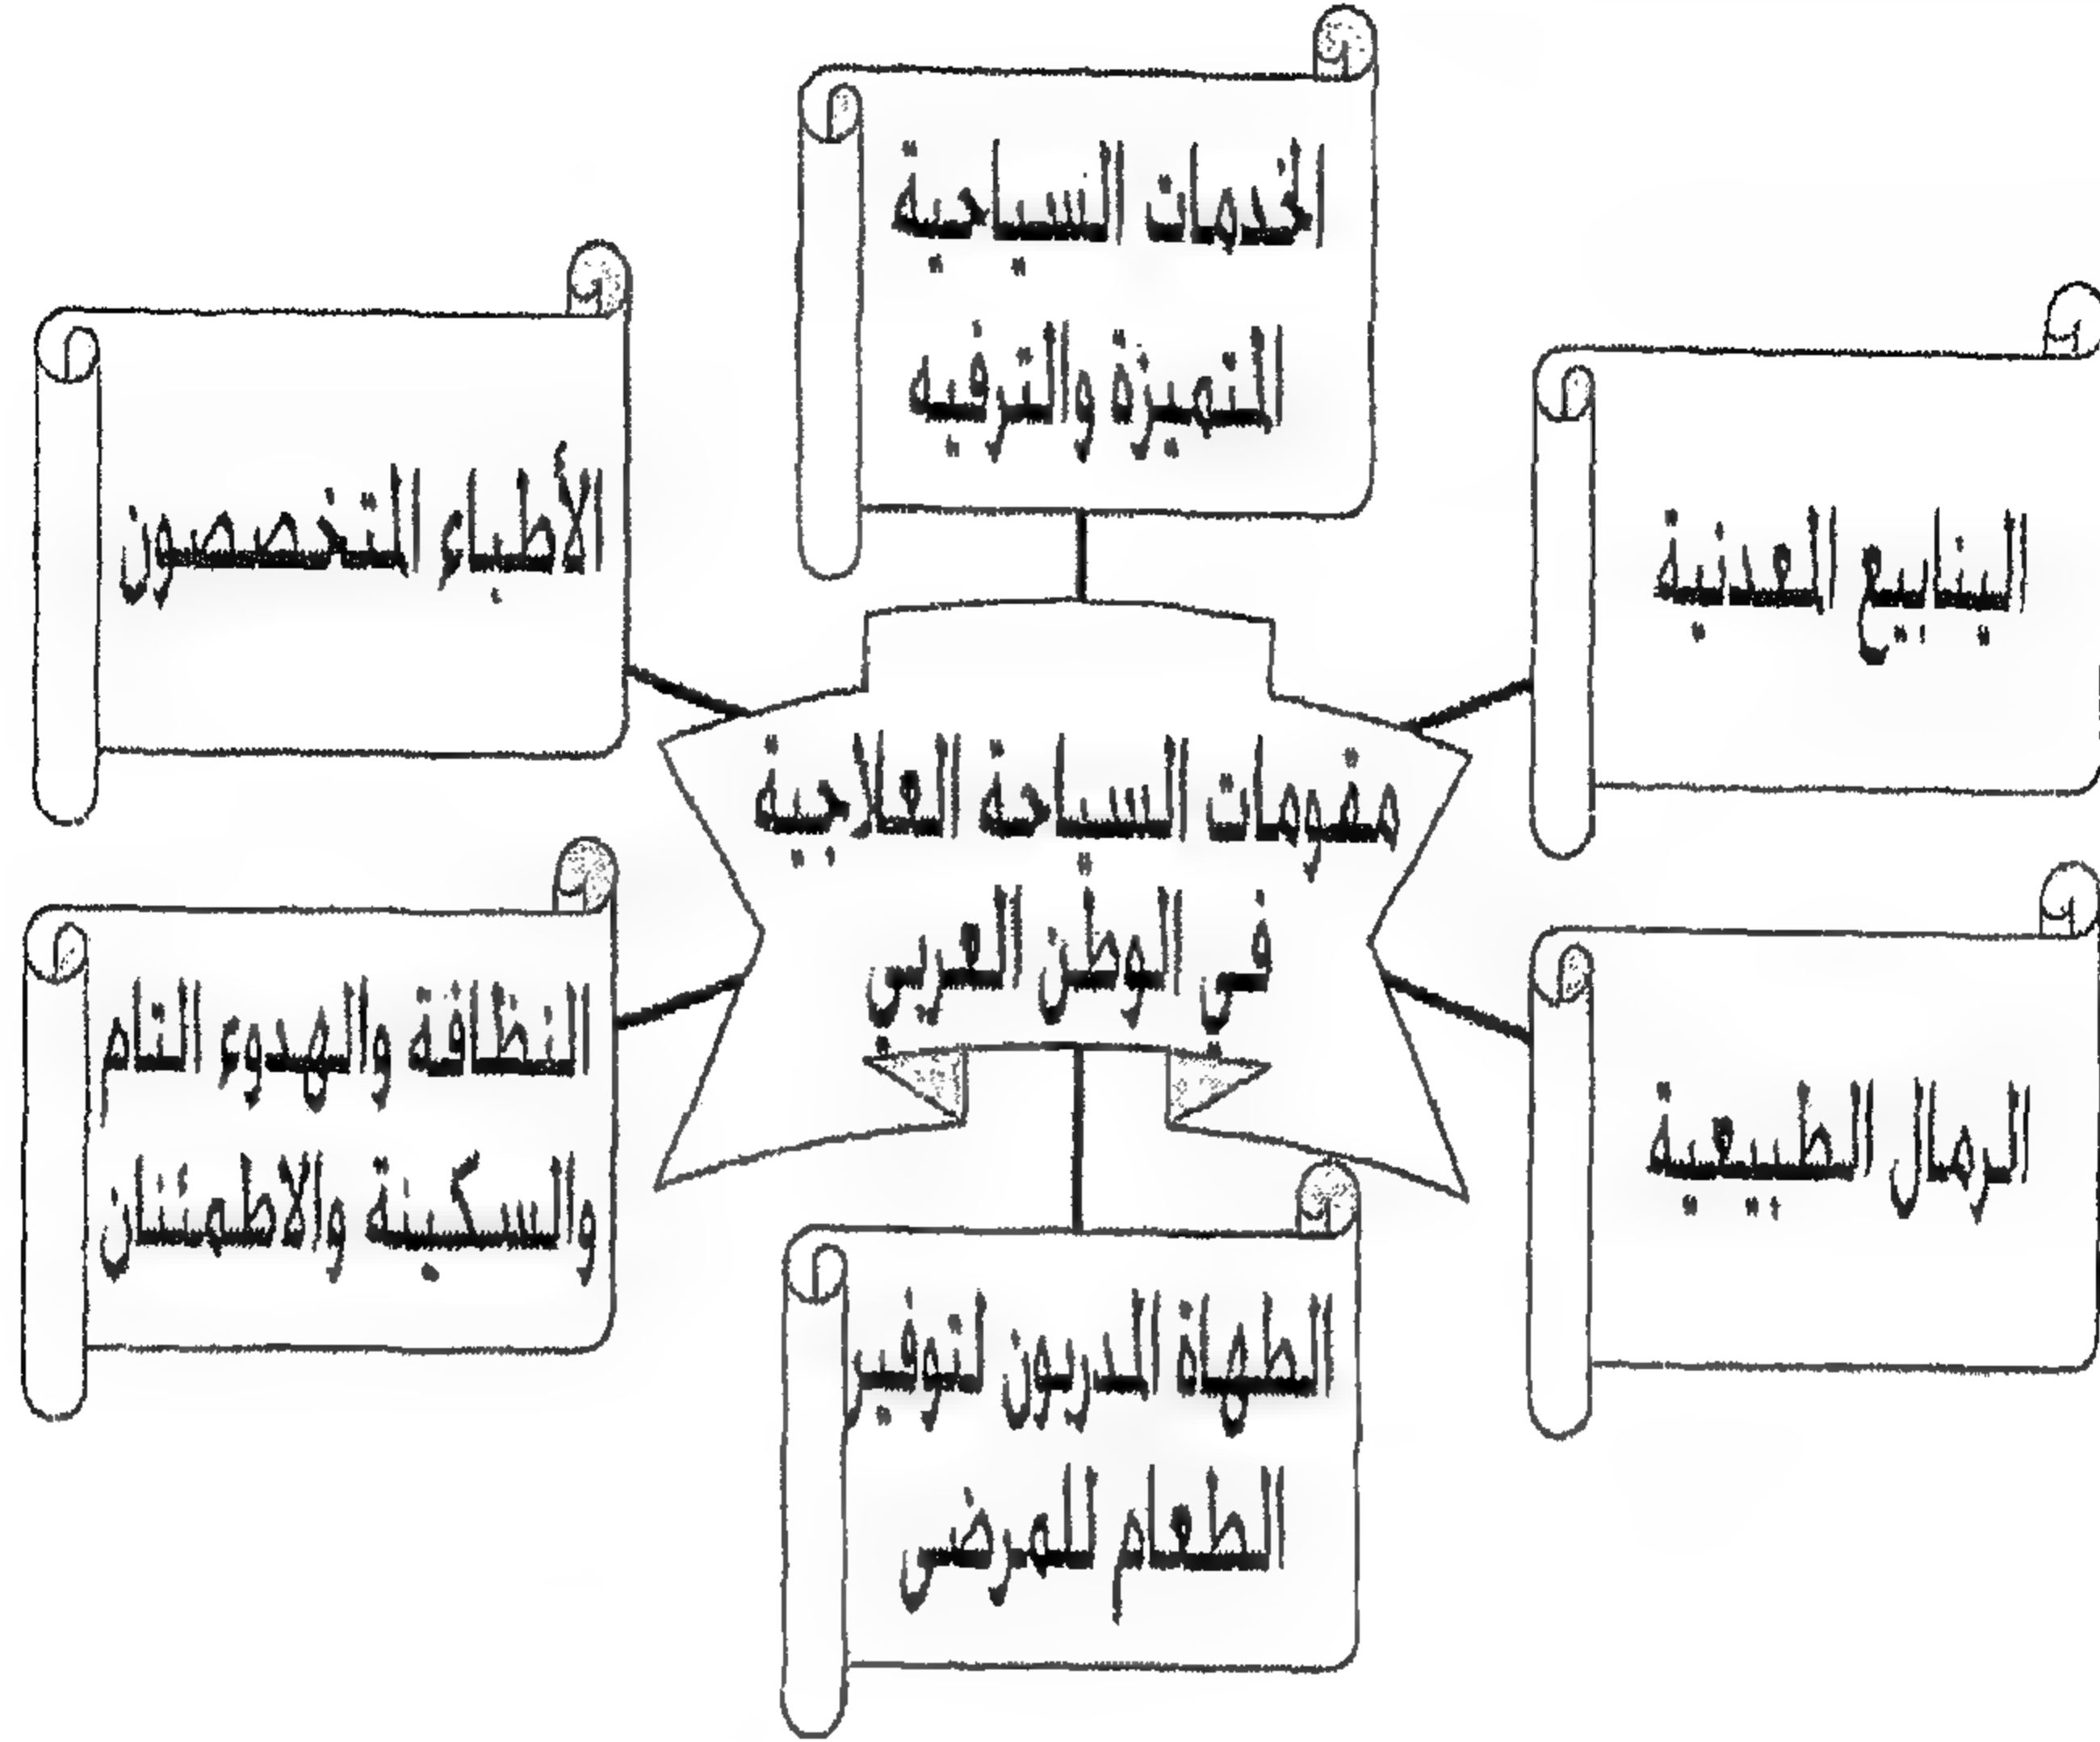 الخدمات السياحية
المتميزة والترفيه
الينابيع المعدنية
الرمال الطبيعية
الطهاة المدربون لتوفير
الطعام للمرضى
النظافة والهدوء التام
والسكينة والاطمئنان
الأطباء المتخصصون
مقومات السياحة العلاجية
في الوطن العربي